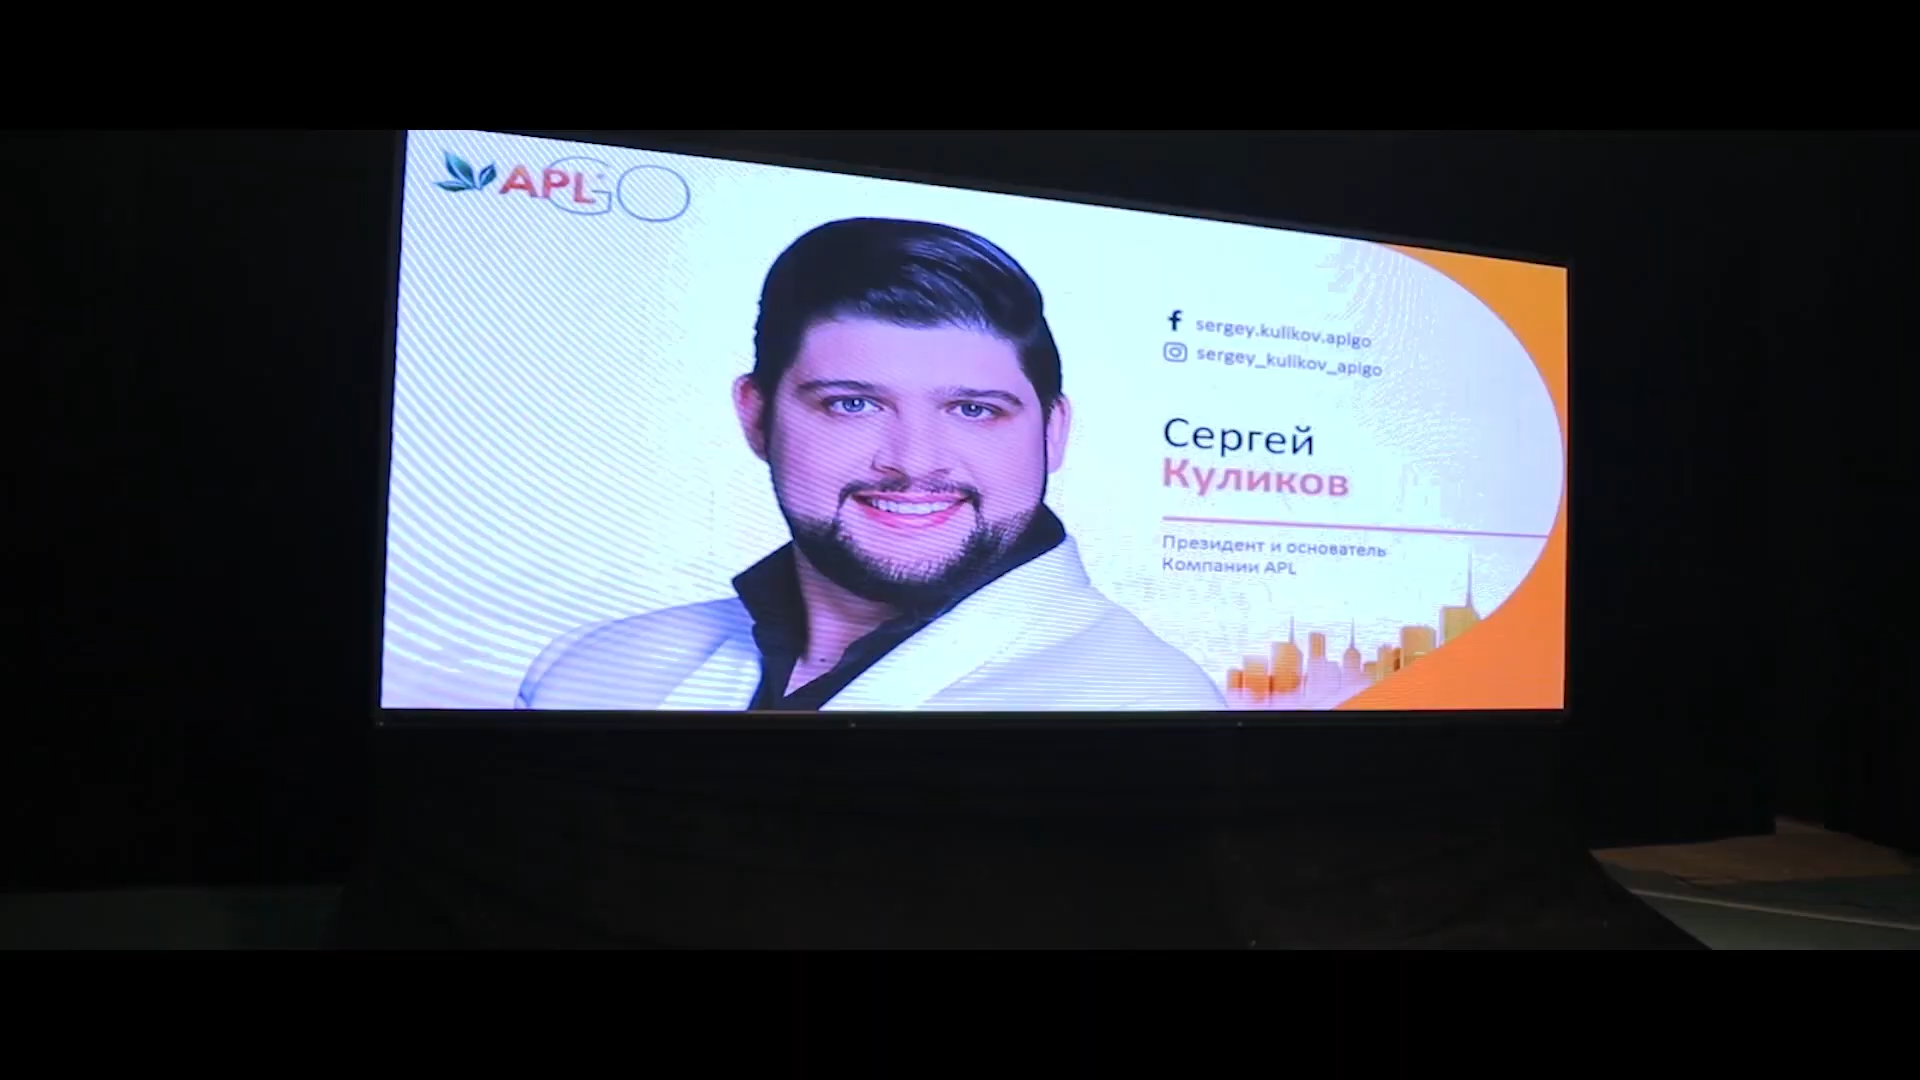 APLGO
sergey.kulikov.aplgo
sergey_kulikov_aplgo
Сергей
Куликов
Президент и основатель
Компании APL